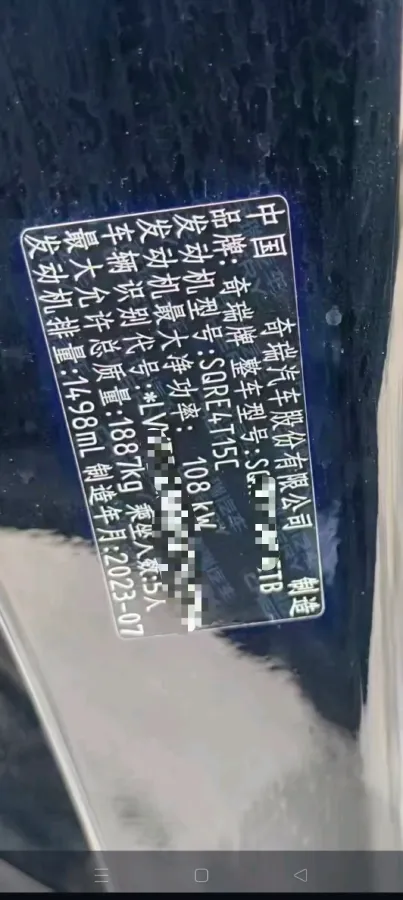 中国 奇瑞汽车股份有限公司 制造
品牌: 奇瑞牌 整车型号:SQ TB
发动机型号:SQRE4T15C
发动机最大净功率: 108 kW
车辆识别代号:*LV
最大允许总质量:1887kg 乘坐人数:5人
发动机排量:1498mL 制造年月:2023-07